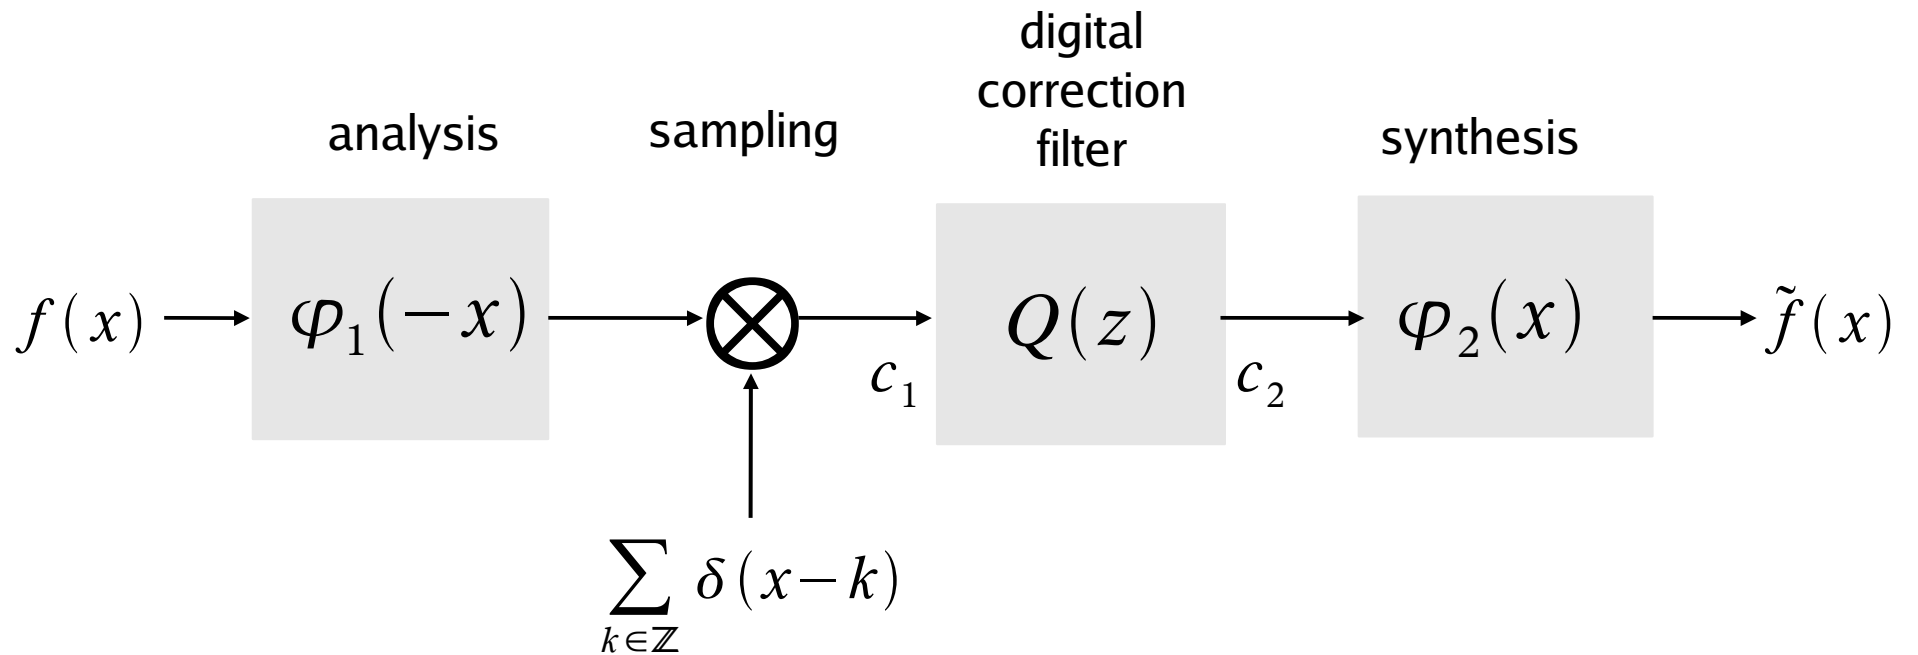 analysis
sampling
digital
correction
filter
synthesis
f(x)
φ₁(−x)
c₁
Q(z)
c₂
φ₂(x)
f̃(x)
∑ δ(x−k)
k∈ℤ